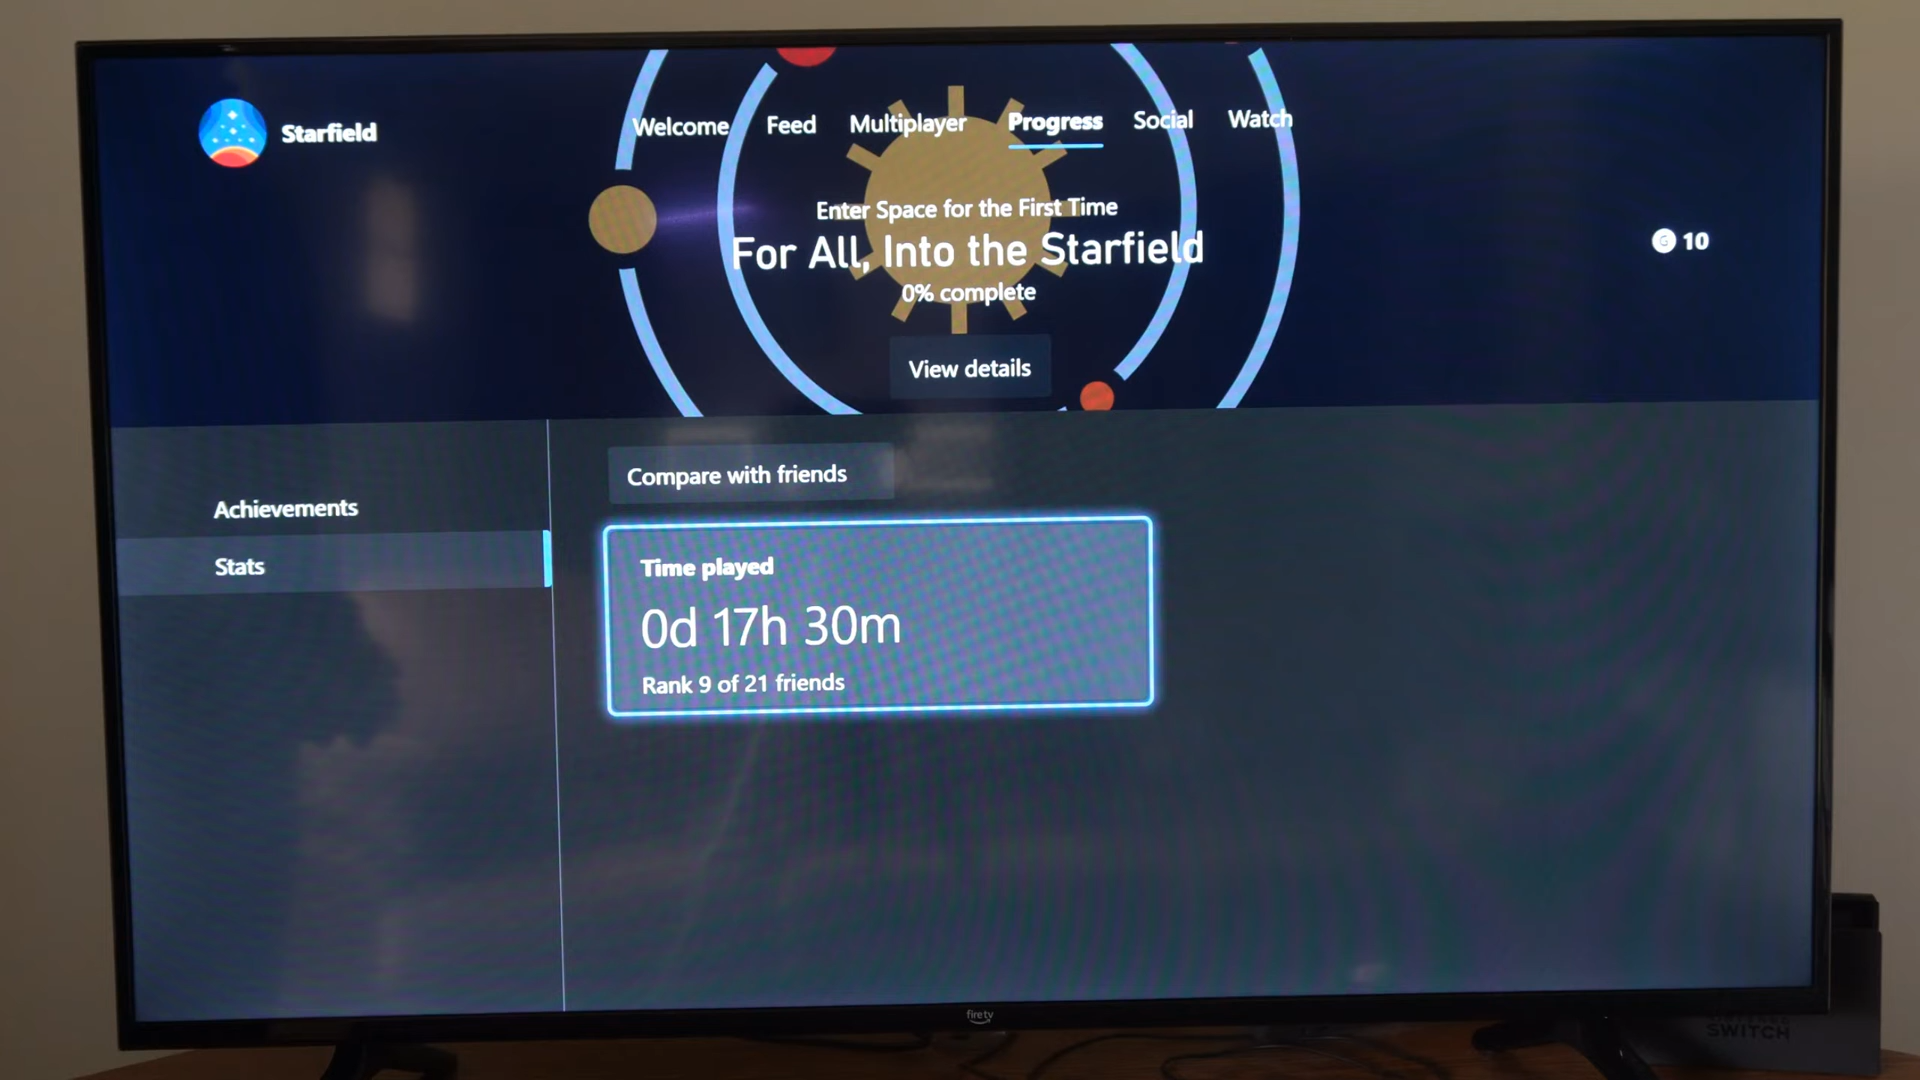 Starfield
Welcome Feed Multiplayer Progress Social Watch
Enter Space for the First Time
For All, Into the Starfield
0% complete
G 10
View details
Compare with friends
Achievements
Stats
Time played
0d 17h 30m
Rank 9 of 21 friends
fire tv
SWITCH